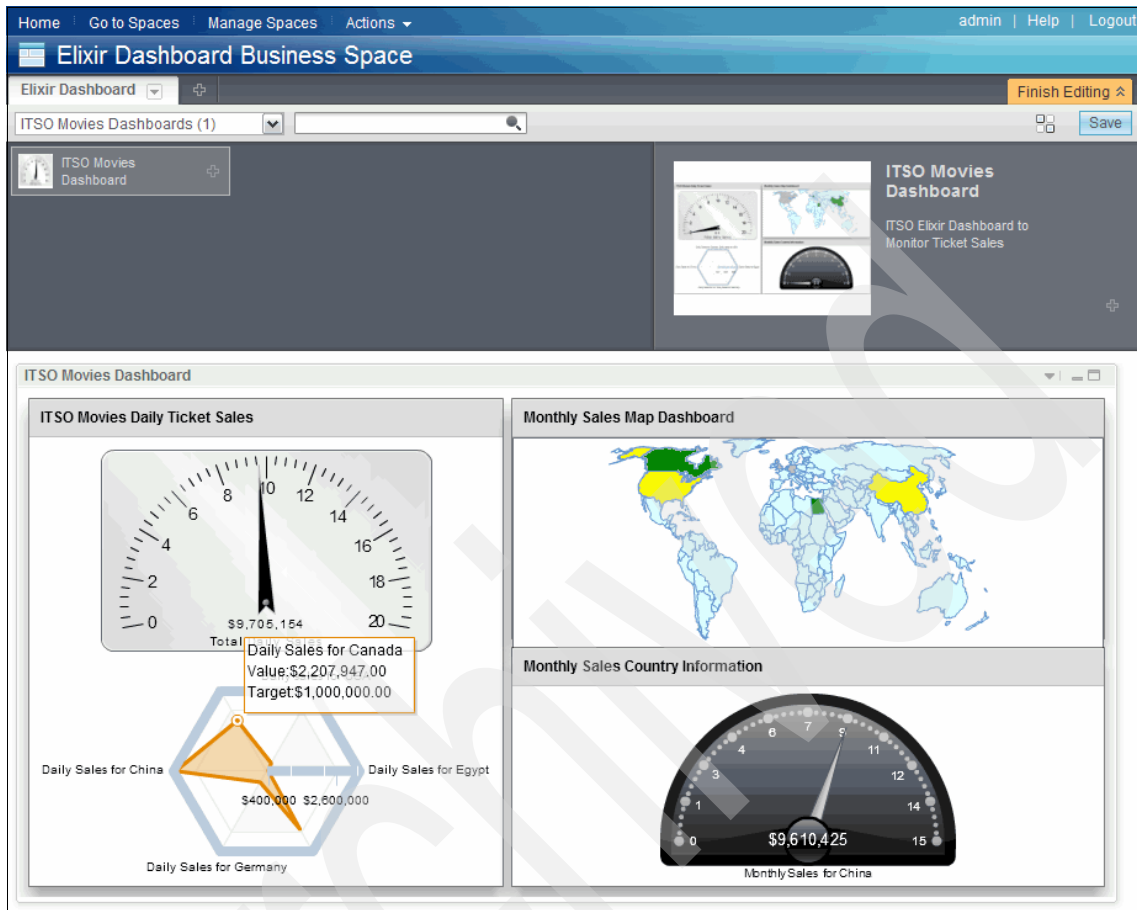 Home Go to Spaces Manage Spaces Actions
admin | Help | Logout
Elixir Dashboard Business Space
Elixir Dashboard
Finish Editing
ITSO Movies Dashboards (1)
Save
ITSO Movies
Dashboard
ITSO Movies
Dashboard
ITSO Elixir Dashboard to
Monitor Ticket Sales
ITSO Movies Dashboard
ITSO Movies Daily Ticket Sales
0
2
4
6
8
10
12
14
16
18
20
$9,705,154
Total Daily Sales
Daily Sales for Canada
Value:$2,207,947.00
Target:$1,000,000.00
Daily Sales for China
Daily Sales for Egypt
$400,000 $2,600,000
Daily Sales for Germany
Monthly Sales Map Dashboard
Monthly Sales Country Information
0
1
3
4
6
7
9
11
12
14
15
$9,610,425
Monthly Sales for China